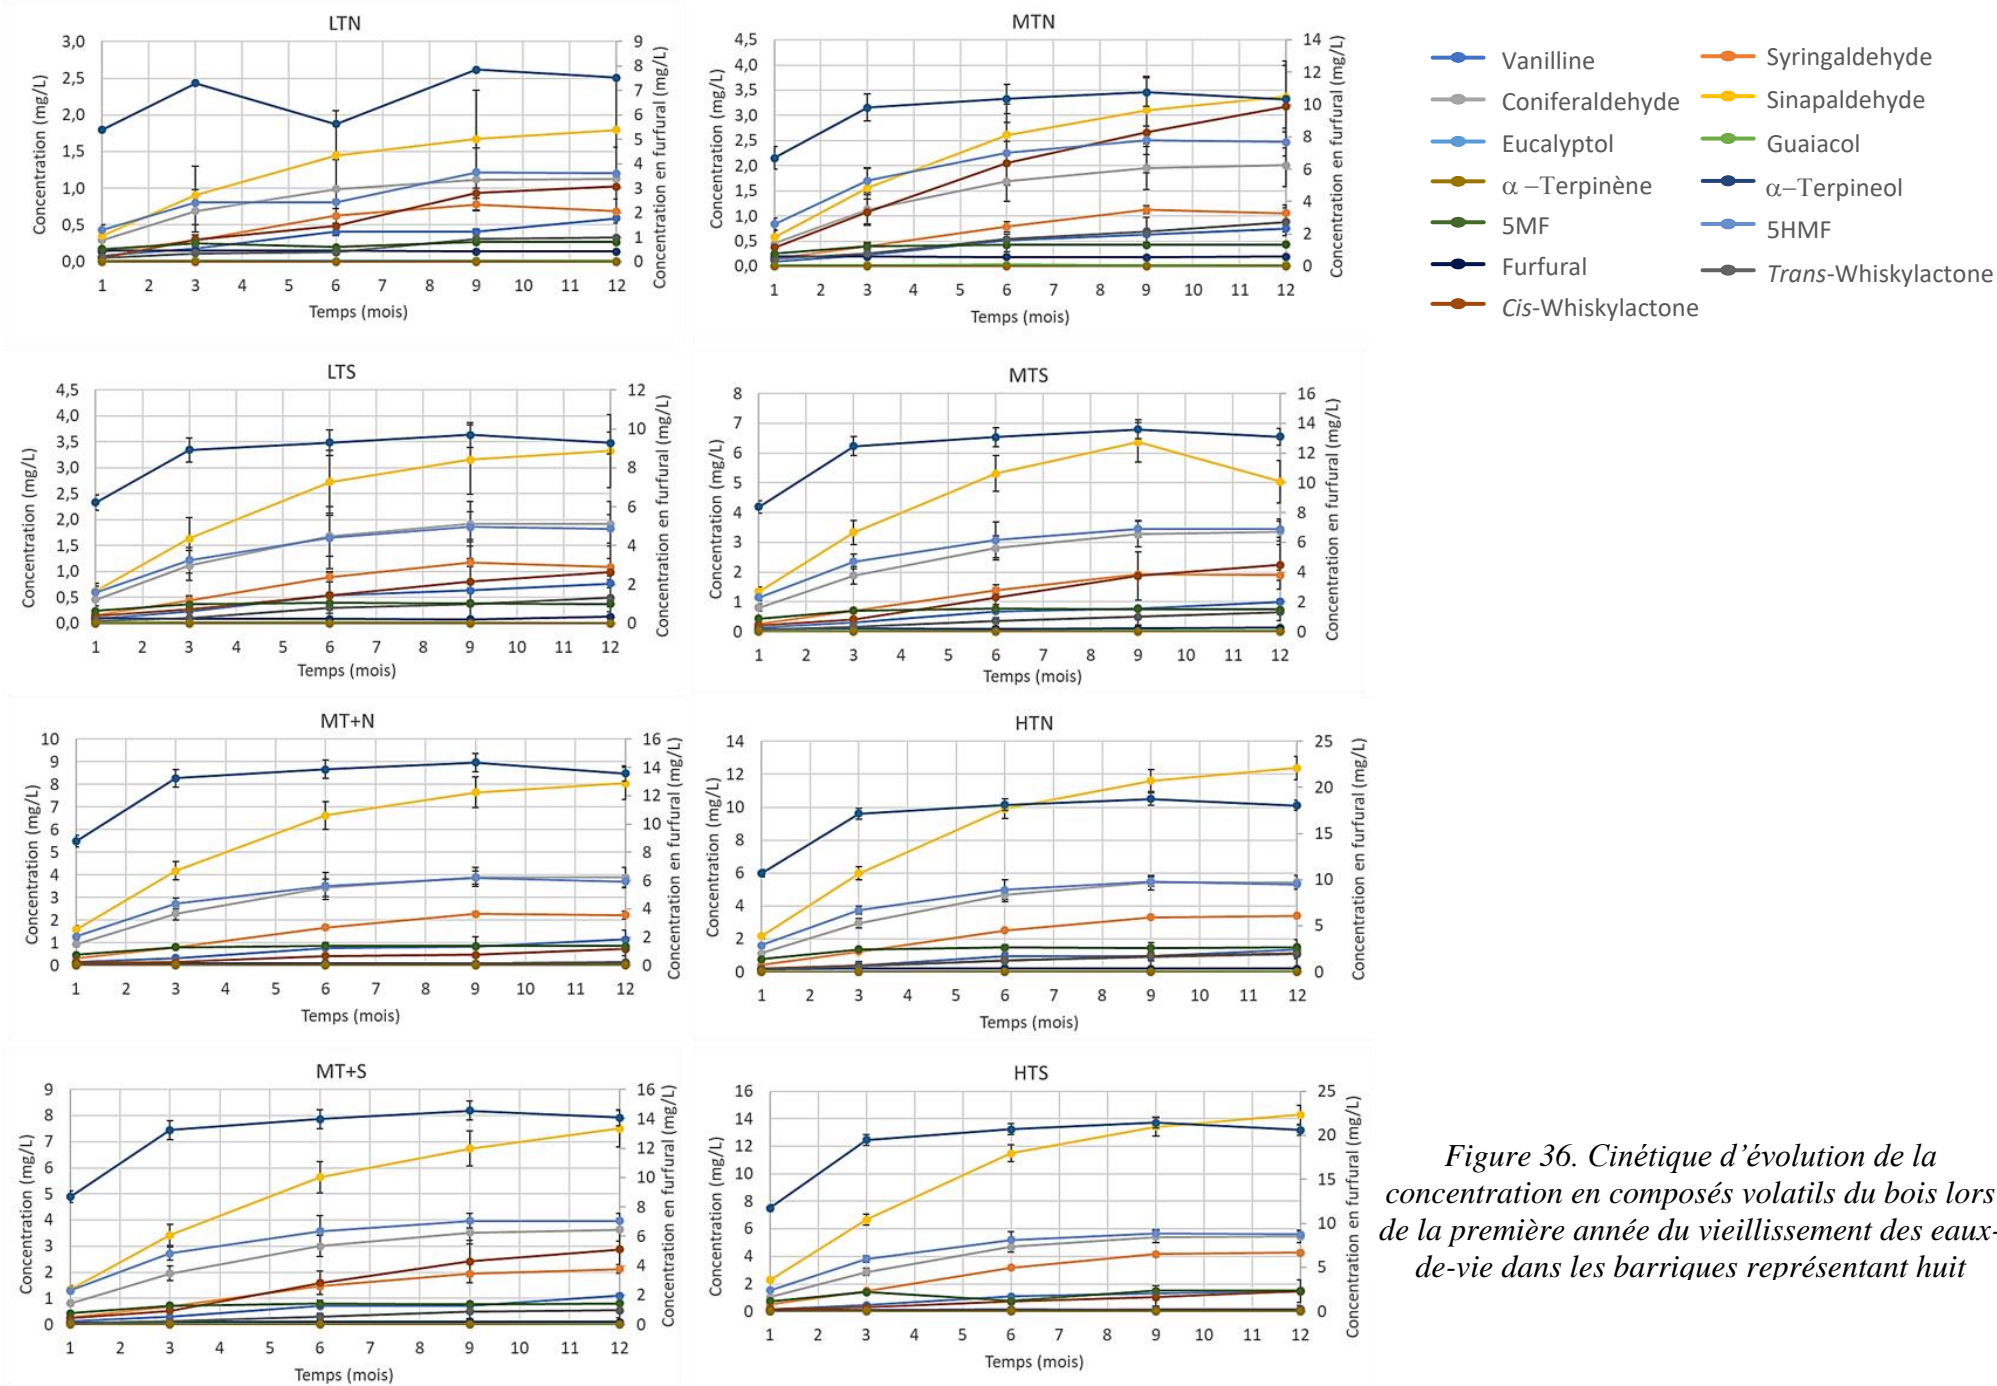 LTN
3,0
2,5
2,0
1,5
1,0
0,5
0,0
Concentration (mg/L)
9
8
7
6
5
4
3
2
1
0
Concentration en furfural (mg/L)
1 2 3 4 5 6 7 8 9 10 11 12
Temps (mois)
MTN
4,5
4,0
3,5
3,0
2,5
2,0
1,5
1,0
0,5
0,0
Concentration (mg/L)
14
12
10
8
6
4
2
0
Concentration en furfural (mg/L)
1 2 3 4 5 6 7 8 9 10 11 12
Temps (mois)
Vanilline
Syringaldehyde
Coniferaldehyde
Sinapaldehyde
Eucalyptol
Guaiacol
α –Terpinène
α–Terpineol
5MF
5HMF
Furfural
Trans-Whiskylactone
Cis-Whiskylactone
LTS
4,5
4,0
3,5
3,0
2,5
2,0
1,5
1,0
0,5
0,0
Concentration (mg/L)
12
10
8
6
4
2
0
Concentration en furfural (mg/L)
1 2 3 4 5 6 7 8 9 10 11 12
Temps (mois)
MTS
8
7
6
5
4
3
2
1
0
Concentration (mg/L)
16
14
12
10
8
6
4
2
0
Concentration en furfural (mg/L)
1 2 3 4 5 6 7 8 9 10 11 12
Temps (mois)
MT+N
10
9
8
7
6
5
4
3
2
1
0
Concentration (mg/L)
16
14
12
10
8
6
4
2
0
Concentration en furfural (mg/L)
1 2 3 4 5 6 7 8 9 10 11 12
Temps (mois)
HTN
14
12
10
8
6
4
2
0
Concentration (mg/L)
25
20
15
10
5
0
Concentration en furfural (mg/L)
1 2 3 4 5 6 7 8 9 10 11 12
Temps (mois)
MT+S
9
8
7
6
5
4
3
2
1
0
Concentration (mg/L)
16
14
12
10
8
6
4
2
0
Concentration en furfural (mg/L)
1 2 3 4 5 6 7 8 9 10 11 12
Temps (mois)
HTS
16
14
12
10
8
6
4
2
0
Concentration (mg/L)
25
20
15
10
5
0
Concentration en furfural (mg/L)
1 2 3 4 5 6 7 8 9 10 11 12
Temps (mois)
Figure 36. Cinétique d’évolution de la
concentration en composés volatils du bois lors
de la première année du vieillissement des eaux-
de-vie dans les barriques représentant huit